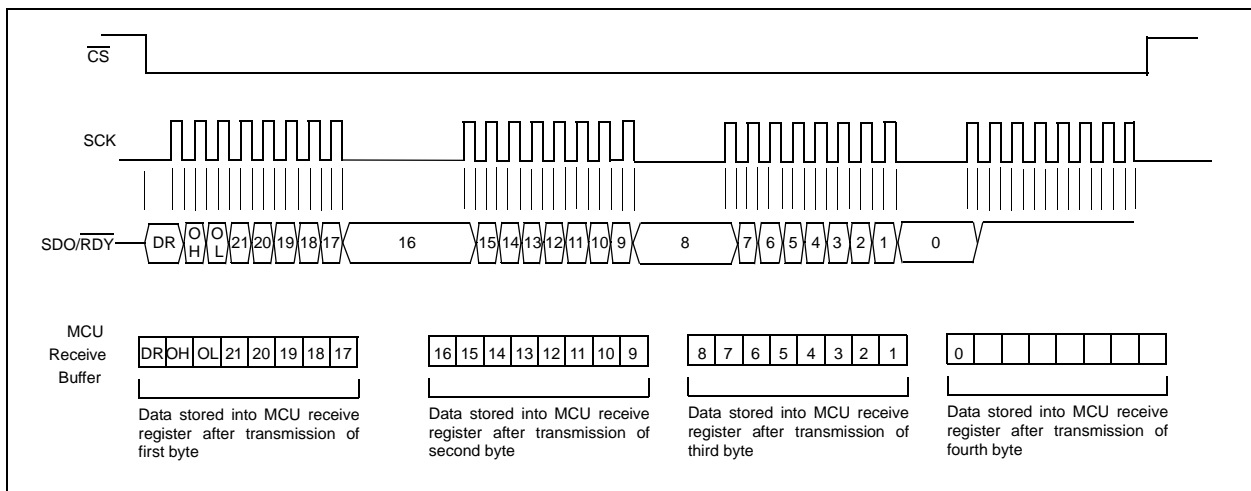 CS
SCK
SDO/RDY
DR OH OL 21 20 19 18 17 16 15 14 13 12 11 10 9 8 7 6 5 4 3 2 1 0
MCU
Receive
Buffer
DR OH OL 21 20 19 18 17
16 15 14 13 12 11 10 9
8 7 6 5 4 3 2 1
0
Data stored into MCU receive
register after transmission of
first byte
Data stored into MCU receive
register after transmission of
second byte
Data stored into MCU receive
register after transmission of
third byte
Data stored into MCU receive
register after transmission of
fourth byte